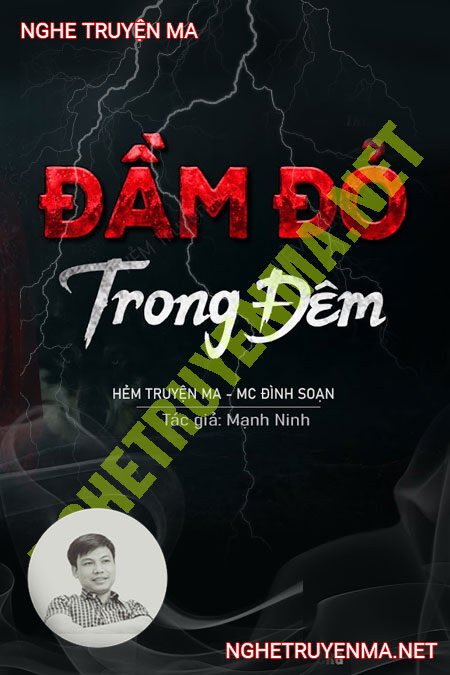 NGHE TRUYỆN MA
ĐẦM ĐỎ
Trong Đêm
HẺM TRUYỆN MA - MC ĐÌNH SOẠN
Tác giả: Mạnh Ninh
NGHETRUYENMA.NET
NGHETRUYENMA.NET